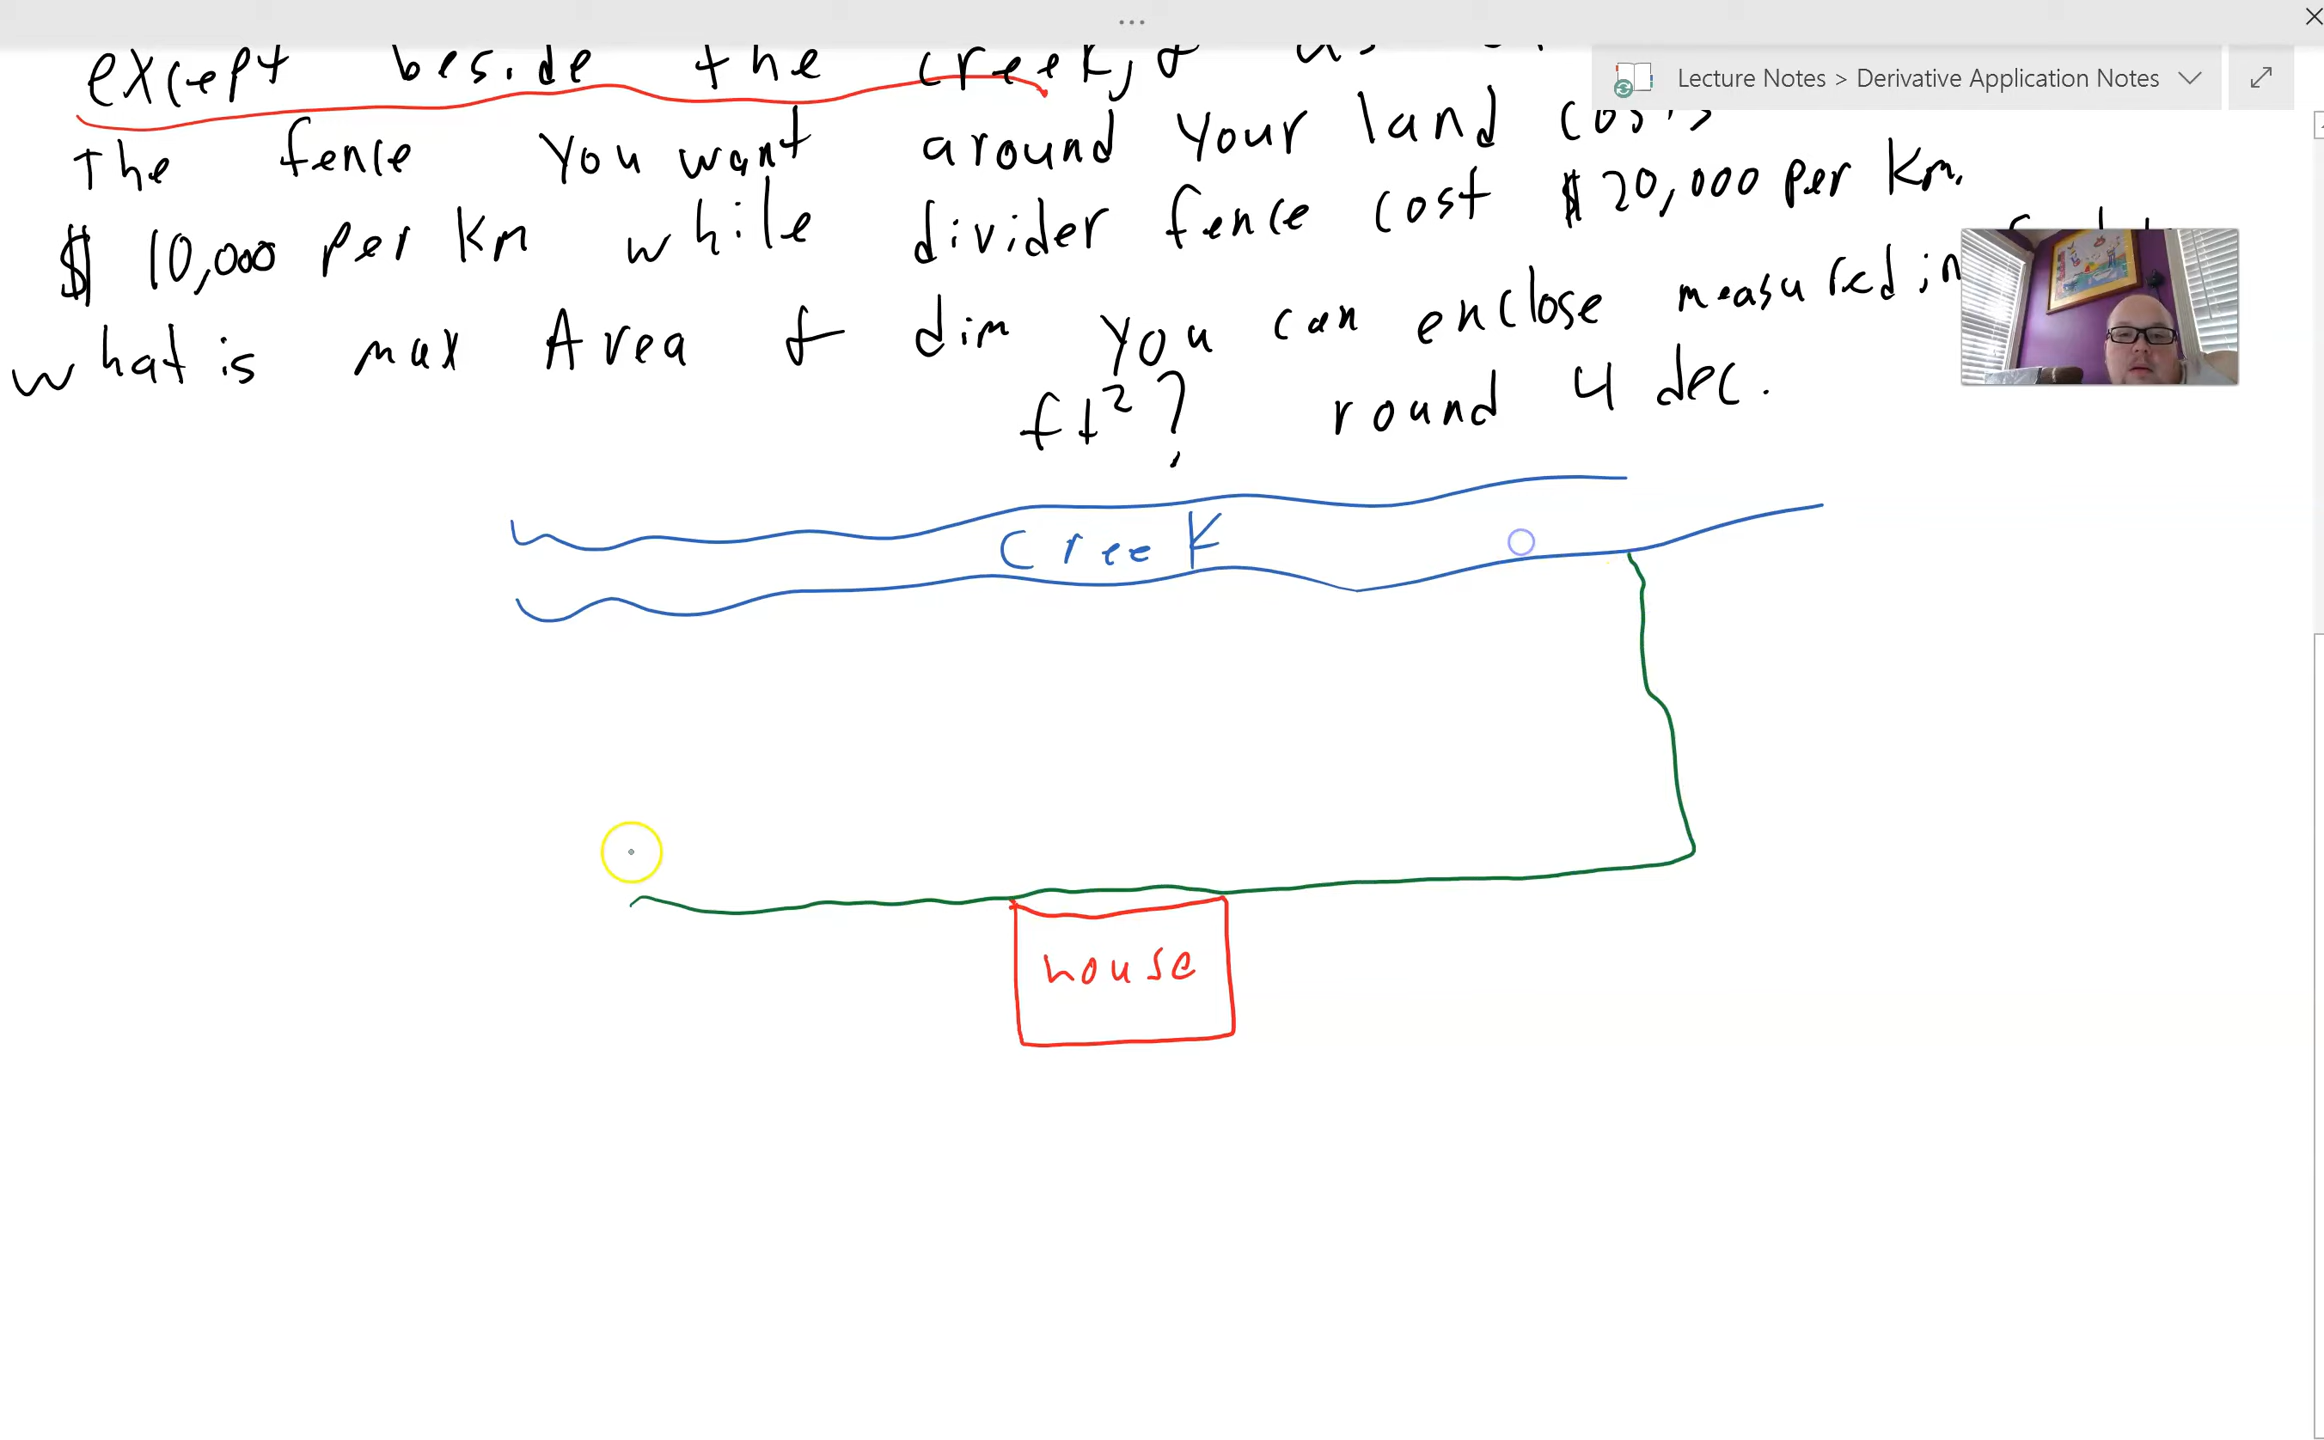 Lecture Notes > Derivative Application Notes
except beside the creek, &
The fence you want around your land costs
$ 10,000 per km while divider fence cost $20,000 per Km.
what is max Area & dim you can enclose measured in
ft²? round 4 dec.
Creek
house